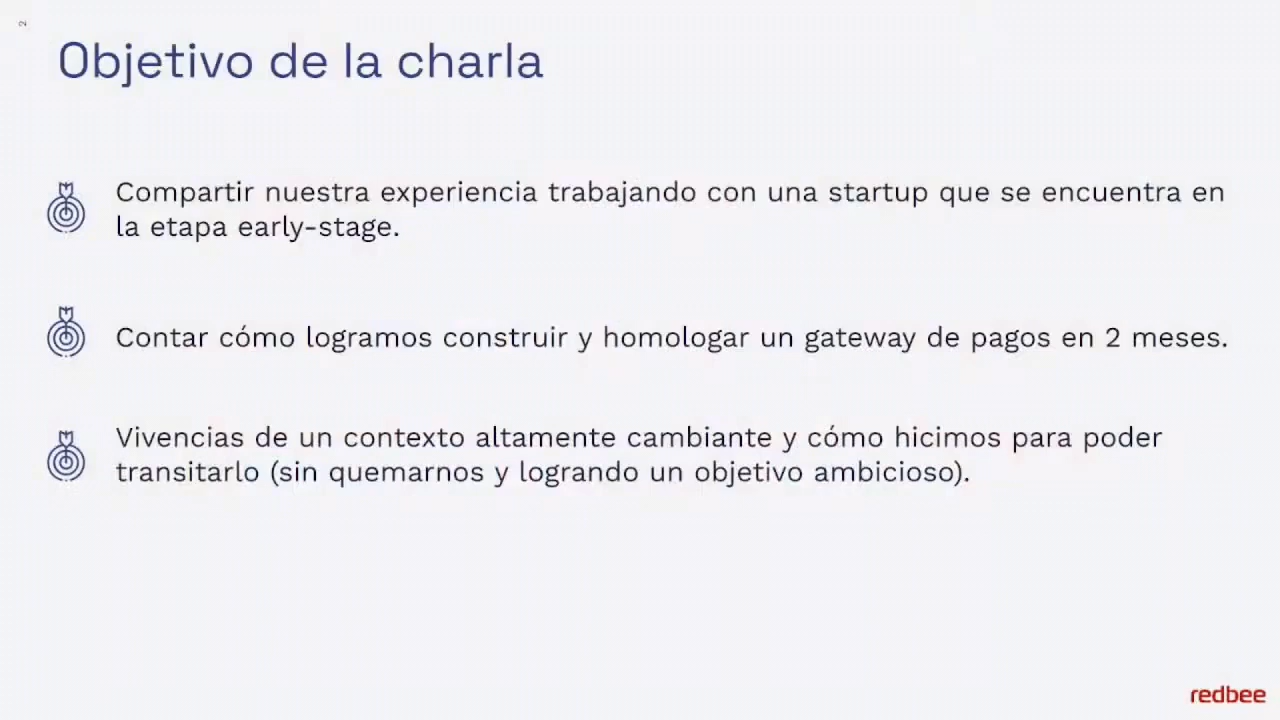 2
Objetivo de la charla
Compartir nuestra experiencia trabajando con una startup que se encuentra en
la etapa early-stage.
Contar cómo logramos construir y homologar un gateway de pagos en 2 meses.
Vivencias de un contexto altamente cambiante y cómo hicimos para poder
transitarlo (sin quemarnos y logrando un objetivo ambicioso).
redbee